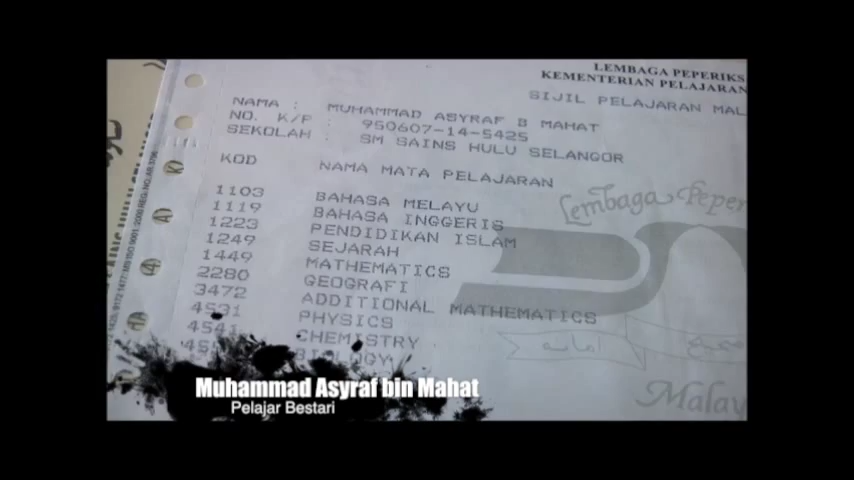 LEMBAGA PEPERIKS
KEMENTERIAN PELAJARAN
SIJIL PELAJARAN MAL
NAMA : MUHAMMAD ASYRAF B MAHAT
NO. K/P : 950607-14-5425
SEKOLAH : SM SAINS HULU SELANGOR
KOD NAMA MATA PELAJARAN
1103 BAHASA MELAYU
1119 BAHASA INGGERIS
1223 PENDIDIKAN ISLAM
1249 SEJARAH
1449 MATHEMATICS
2280 GEOGRAFI
3472 ADDITIONAL MATHEMATICS
4531 PHYSICS
4541 CHEMISTRY
BIOLOGY
Lembaga Peper
امانه
Malay
Muhammad Asyraf bin Mahat
Pelajar Bestari